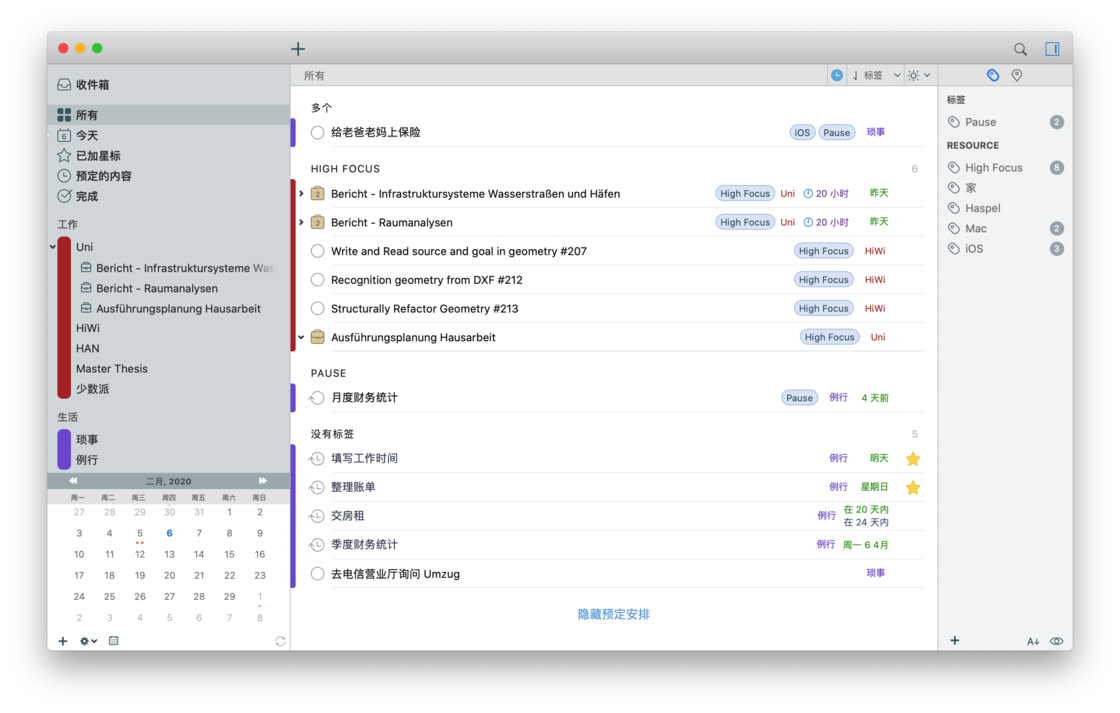 收件箱
所有
6 今天
已加星标
预定的内容
完成
工作
Uni
Bericht - Infrastruktursysteme Was
Bericht - Raumanalysen
Ausführungsplanung Hausarbeit
HiWi
HAN
Master Thesis
少数派
生活
琐事
例行
二月, 2020
周一 周二 周三 周四 周五 周六 周日
27 28 29 30 31 1 2
3 4 5 6 7 8 9
10 11 12 13 14 15 16
17 18 19 20 21 22 23
24 25 26 27 28 29 1
2 3 4 5 6 7 8
所有 标签
多个
给老爸老妈上保险 iOS Pause 琐事
HIGH FOCUS 6
2 Bericht - Infrastruktursysteme Wasserstraßen und Häfen High Focus Uni 20 小时 昨天
2 Bericht - Raumanalysen High Focus Uni 20 小时 昨天
Write and Read source and goal in geometry #207 High Focus HiWi
Recognition geometry from DXF #212 High Focus HiWi
Structurally Refactor Geometry #213 High Focus HiWi
Ausführungsplanung Hausarbeit High Focus Uni
PAUSE
月度财务统计 Pause 例行 4 天前
没有标签 5
填写工作时间 例行 明天
整理账单 例行 星期日
交房租 例行 在 20 天内
在 24 天内
季度财务统计 例行 周一 6 4月
去电信营业厅询问 Umzug 琐事
隐藏预定安排
标签
Pause 2
RESOURCE
High Focus 8
家
Haspel
Mac 2
iOS 3
A